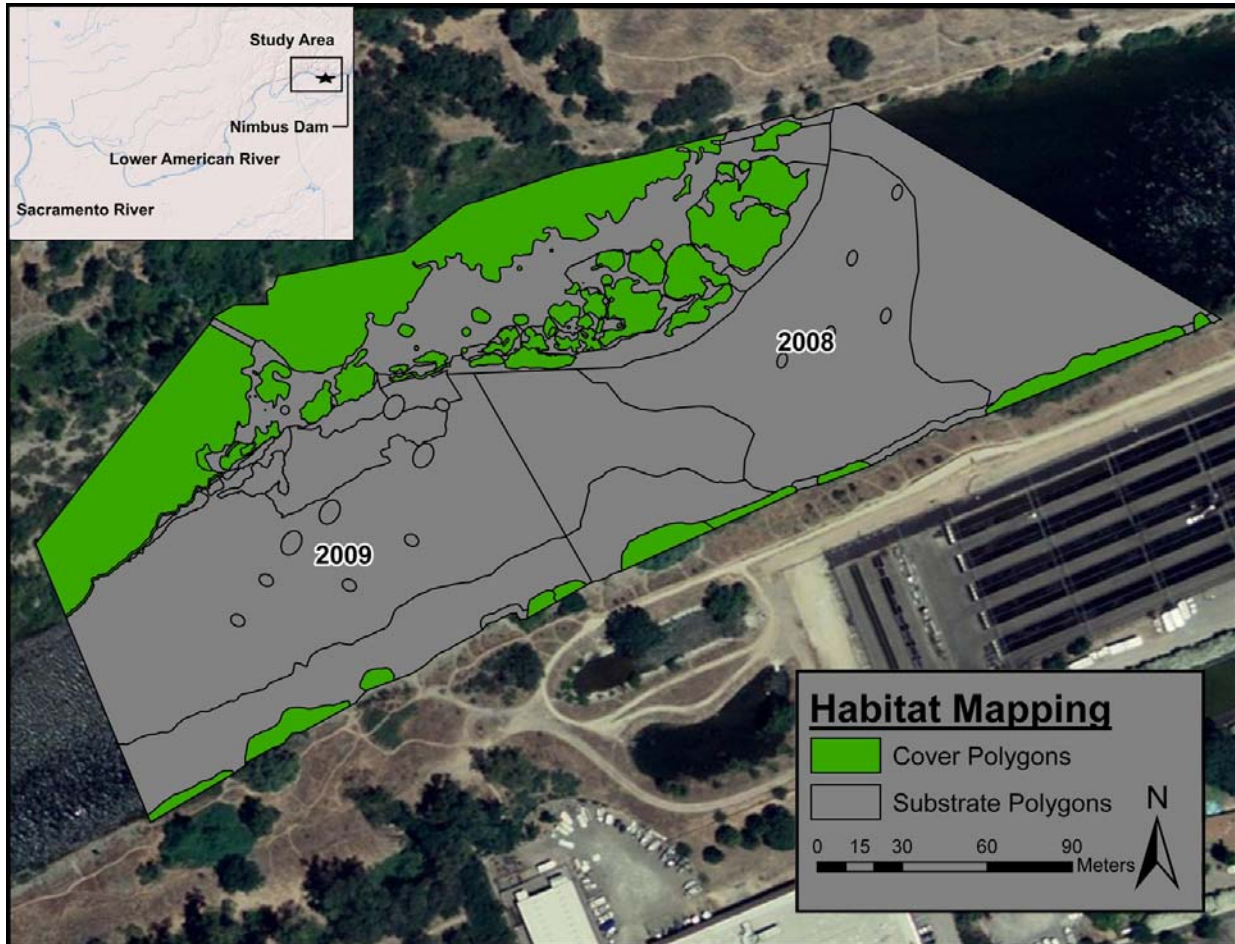 Study Area
Nimbus Dam
Lower American River
Sacramento River
2008
2009
Habitat Mapping
Cover Polygons
Substrate Polygons
N
0 15 30 60 90
Meters